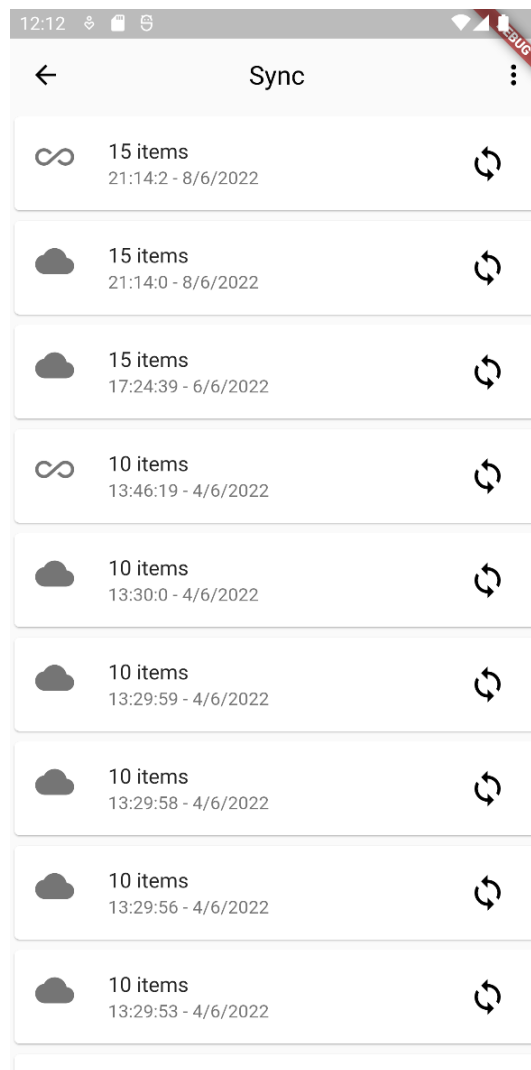 12:12
EBUG
Sync
15 items
21:14:2 - 8/6/2022
15 items
21:14:0 - 8/6/2022
15 items
17:24:39 - 6/6/2022
10 items
13:46:19 - 4/6/2022
10 items
13:30:0 - 4/6/2022
10 items
13:29:59 - 4/6/2022
10 items
13:29:58 - 4/6/2022
10 items
13:29:56 - 4/6/2022
10 items
13:29:53 - 4/6/2022